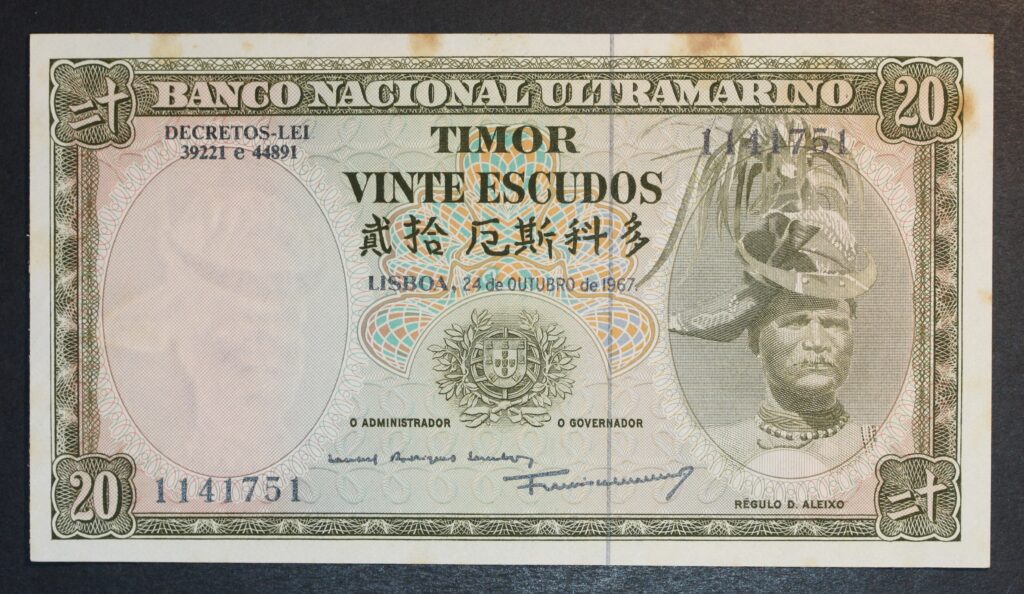 二十 BANCO NACIONAL ULTRAMARINO 20
DECRETOS-LEI
39221 e 44891
TIMOR
1141751
VINTE ESCUDOS
貳拾 厄斯科多
LISBOA, 24 de OUTUBRO de 1967
O ADMINISTRADOR O GOVERNADOR
20
1141751
RÉGULO D. ALEIXO
二十